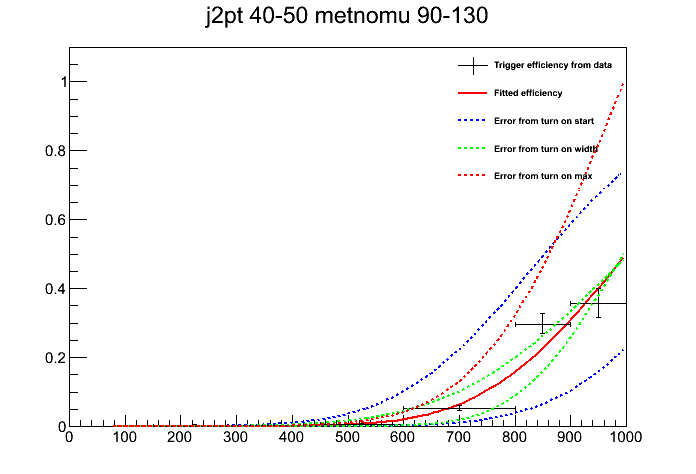 j2pt 40-50 metnomu 90-130
Trigger efficiency from data
Fitted efficiency
Error from turn on start
Error from turn on width
Error from turn on max
1
0.8
0.6
0.4
0.2
0
0 100 200 300 400 500 600 700 800 900 1000